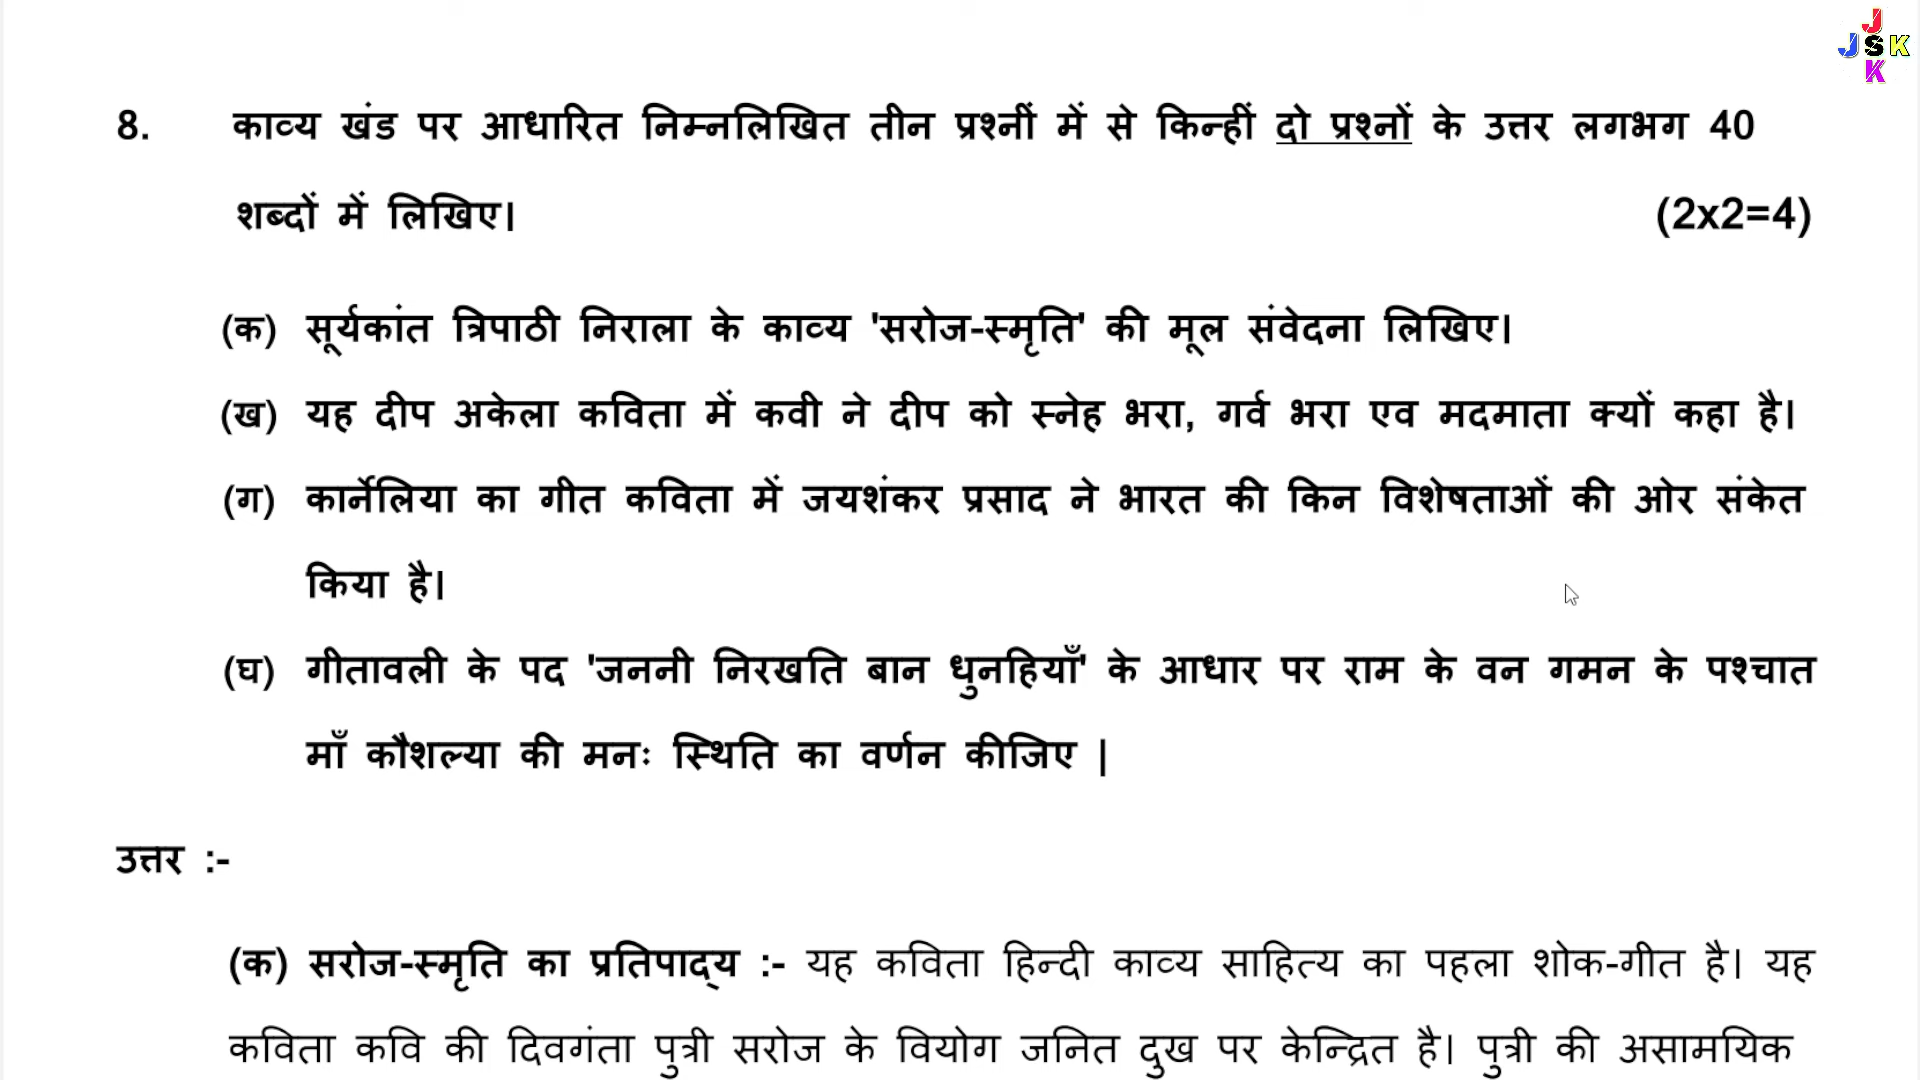 J
JSK
K
8. काव्य खंड पर आधारित निम्नलिखित तीन प्रश्नीं में से किन्हीं दो प्रश्नों के उत्तर लगभग 40
शब्दों में लिखिए। (2x2=4)
(क) सूर्यकांत त्रिपाठी निराला के काव्य 'सरोज-स्मृति' की मूल संवेदना लिखिए।
(ख) यह दीप अकेला कविता में कवी ने दीप को स्नेह भरा, गर्व भरा एव मदमाता क्यों कहा है।
(ग) कार्नेलिया का गीत कविता में जयशंकर प्रसाद ने भारत की किन विशेषताओं की ओर संकेत
किया है।
(घ) गीतावली के पद 'जननी निरखति बान धुनहियाँ' के आधार पर राम के वन गमन के पश्चात
माँ कौशल्या की मनः स्थिति का वर्णन कीजिए |
उत्तर :-
(क) सरोज-स्मृति का प्रतिपाद्य :- यह कविता हिन्दी काव्य साहित्य का पहला शोक-गीत है। यह
कविता कवि की दिवगंता पुत्री सरोज के वियोग जनित दुख पर केन्द्रित है। पुत्री की असामयिक